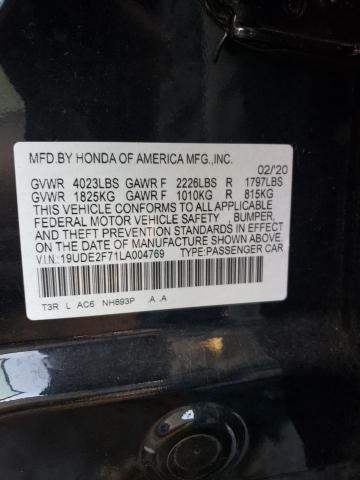 MFD.BY HONDA OF AMERICA MFG.,INC.
02/20
GVWR 4023LBS GAWR F 2226LBS R 1797LBS
GVWR 1825KG GAWR F 1010KG R 815KG
THIS VEHICLE CONFORMS TO ALL APPLICABLE
FEDERAL MOTOR VEHICLE SAFETY , BUMPER,
AND THEFT PREVENTION STANDARDS IN
EFFECT ON THE DATE OF MANUFACTURE SHOWN ABOVE.
V.I.N:19UDE2F71LA004769 TYPE:PASSENGER CAR
T3R L AC6 NH893P .A .A